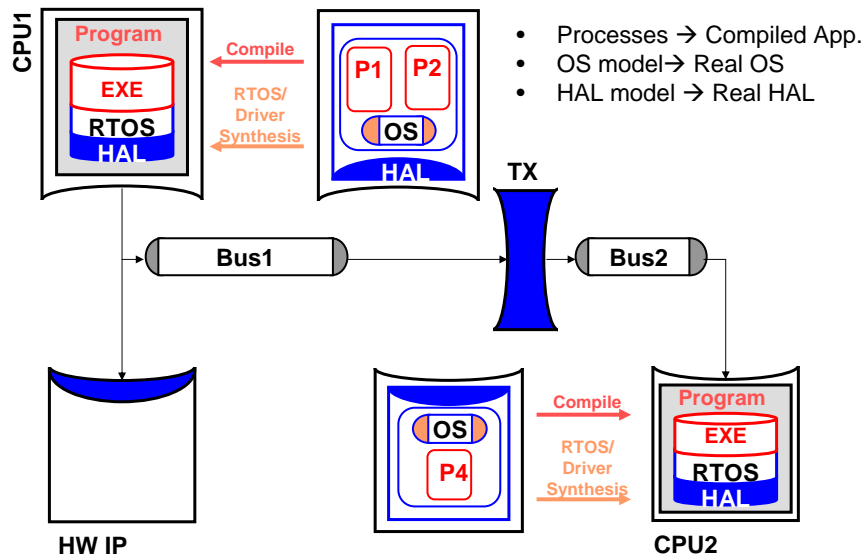 CPU1
Program
EXE
RTOS
HAL
Compile
RTOS/
Driver
Synthesis
P1
P2
OS
HAL
• Processes → Compiled App.
• OS model→ Real OS
• HAL model → Real HAL
TX
Bus1
Bus2
HW IP
OS
P4
Compile
RTOS/
Driver
Synthesis
Program
EXE
RTOS
HAL
CPU2